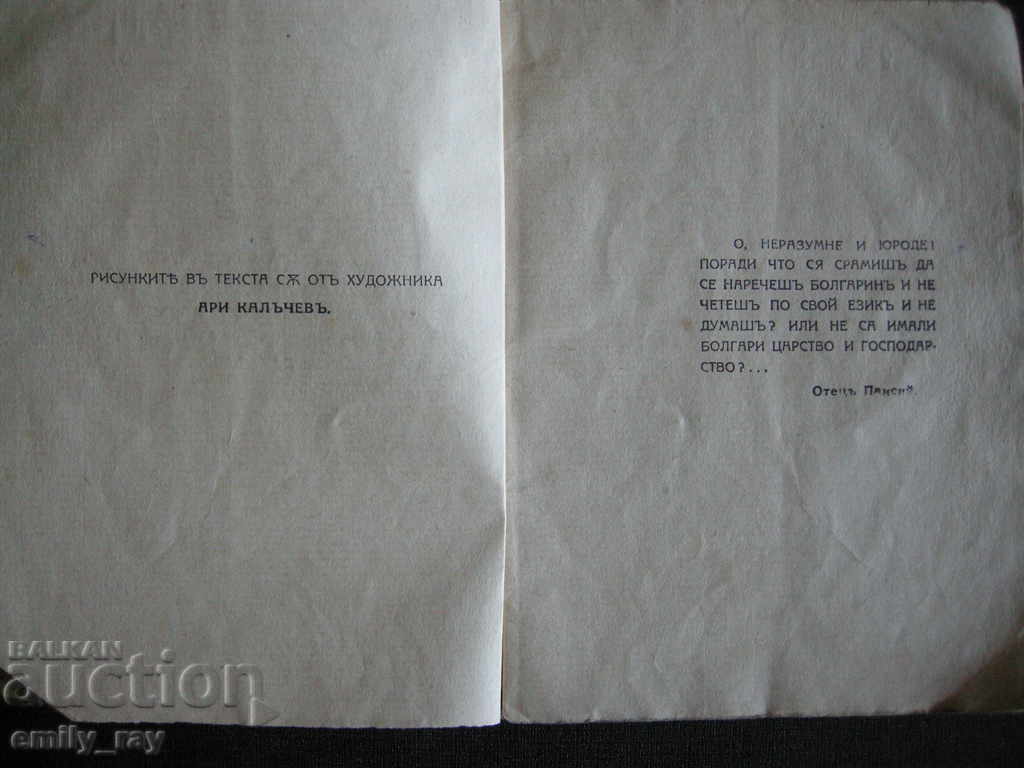 РИСУНКИТѢ ВЪ ТЕКСТА СѪ ОТЪ ХУДОЖНИКА
АРИ КАЛЪЧЕВЪ.
О, НЕРАЗУМНЕ И ЮРОДЕ!
ПОРАДИ ЧТО СЯ СРАМИШЪ ДА
СЕ НАРЕЧЕШЪ БОЛГАРИНЪ И НЕ
ЧЕТЕШЪ ПО СВОЙ ЕЗИКЪ И НЕ
ДУМАШЪ? ИЛИ НЕ СА ИМАЛИ
БОЛГАРИ ЦАРСТВО И ГОСПОДАР-
СТВО?...
Отецъ Паисий.
BALKAN
auction
emily_ray